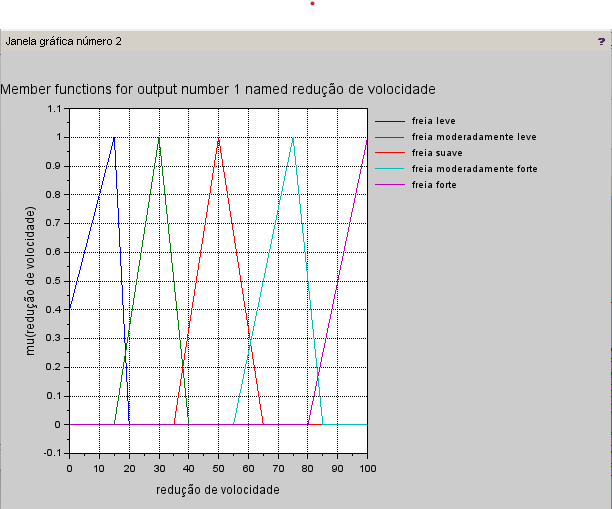 Janela gráfica número 2
?
Member functions for output number 1 named redução de volocidade
1.1
1
0.9
0.8
0.7
0.6
0.5
0.4
0.3
0.2
0.1
0
-0.1
mu(redução de volocidade)
0 10 20 30 40 50 60 70 80 90 100
redução de volocidade
freia leve
freia moderadamente leve
freia suave
freia moderadamente forte
freia forte